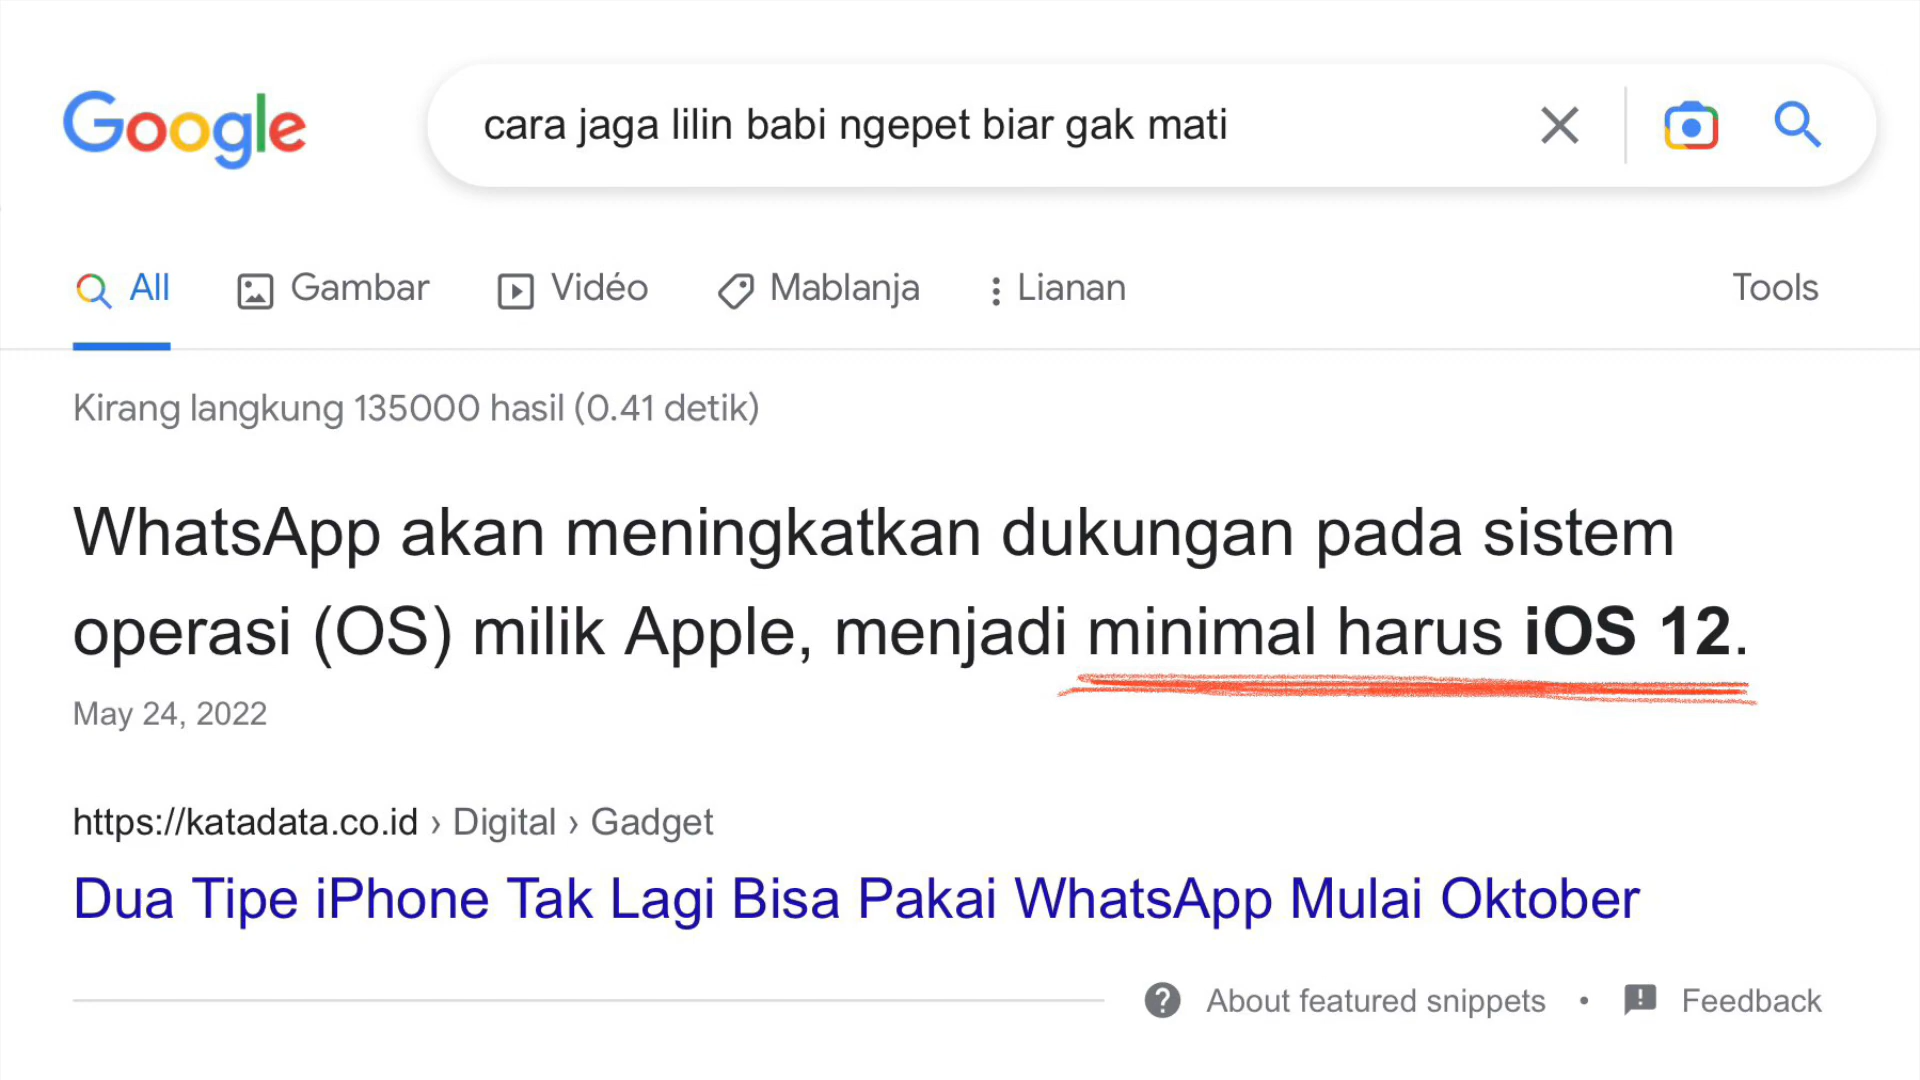 Google
cara jaga lilin babi ngepet biar gak mati
All
Gambar
Vidéo
Mablanja
Lianan
Tools
Kirang langkung 135000 hasil (0.41 detik)
WhatsApp akan meningkatkan dukungan pada sistem
operasi (OS) milik Apple, menjadi minimal harus iOS 12.
May 24, 2022
https://katadata.co.id › Digital › Gadget
Dua Tipe iPhone Tak Lagi Bisa Pakai WhatsApp Mulai Oktober
About featured snippets • Feedback